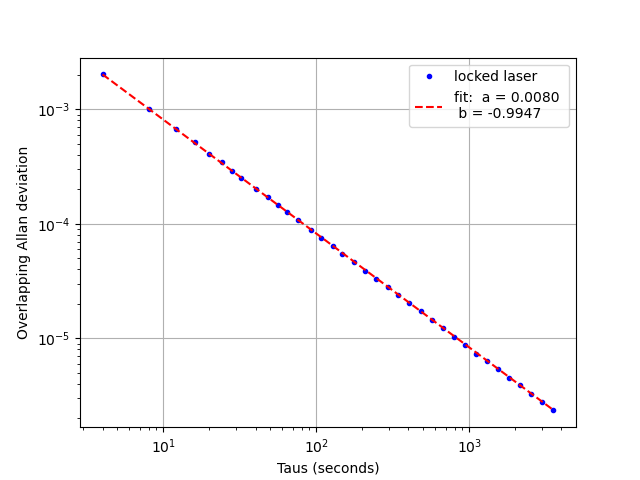 locked laser
fit:  a = 0.0080
b = -0.9947
10⁻³
10⁻⁴
10⁻⁵
Overlapping Allan deviation
10¹
10²
10³
Taus (seconds)